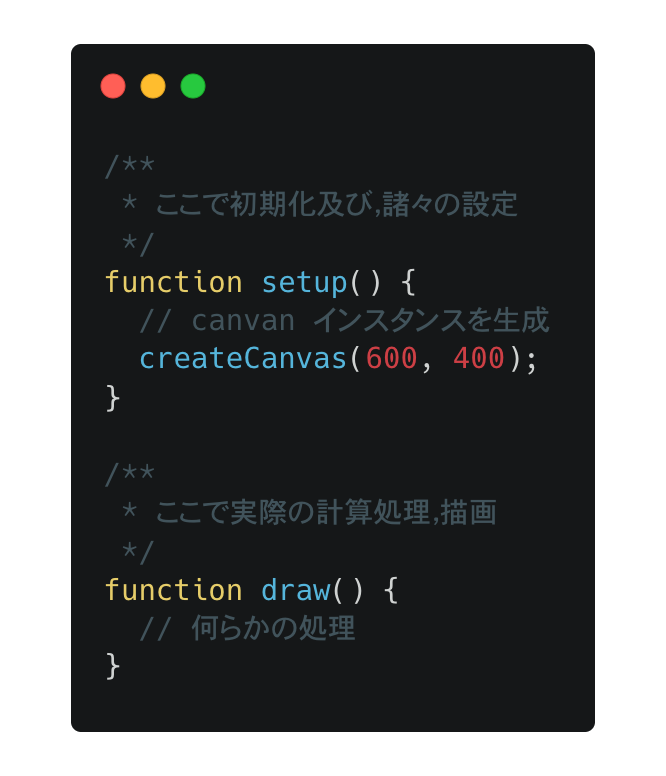 /**
 * ここで初期化及び,諸々の設定
 */
function setup() {
  // canvan インスタンスを生成
  createCanvas(600, 400);
}

/**
 * ここで実際の計算処理,描画
 */
function draw() {
  // 何らかの処理
}